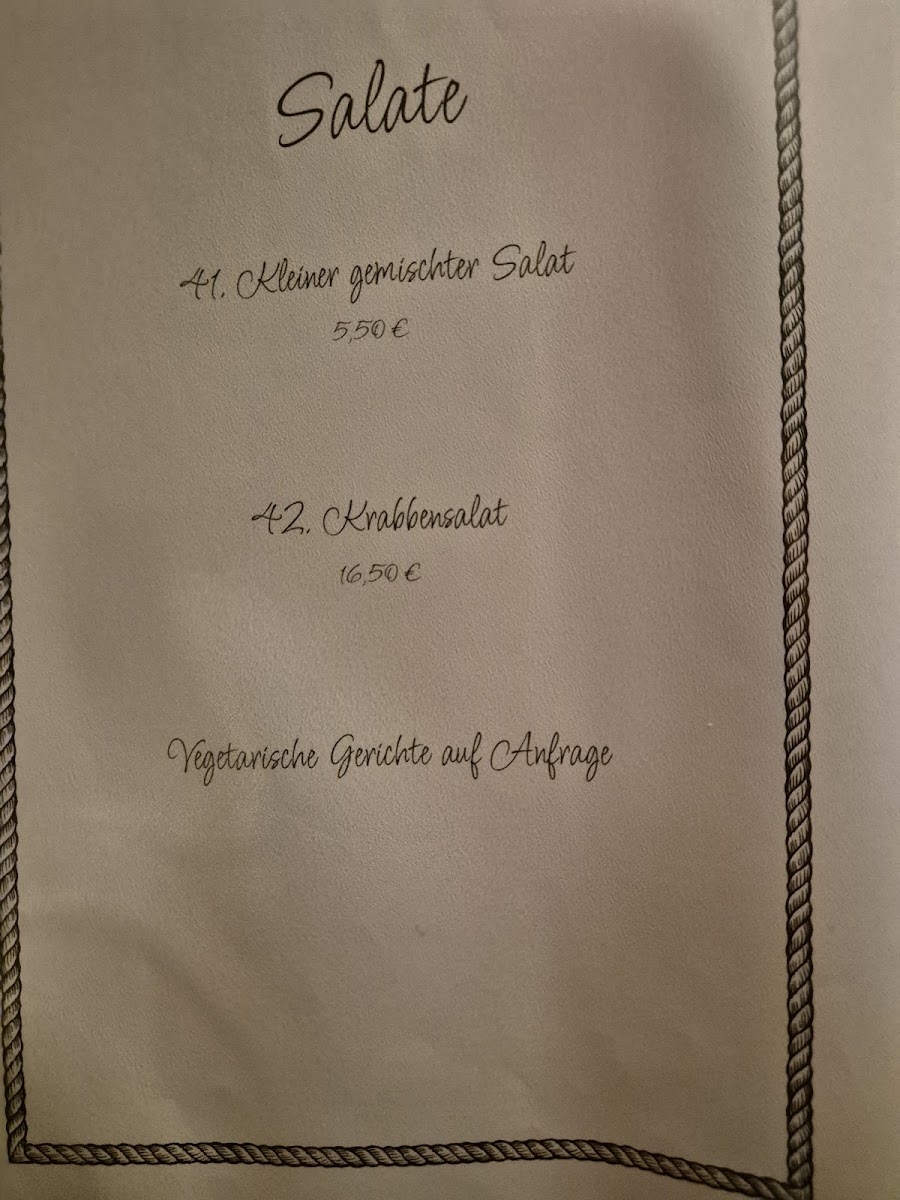 Salate
41. Kleiner gemischter Salat
5,50 €
42. Krabbensalat
16,50 €
Vegetarische Gerichte auf Anfrage